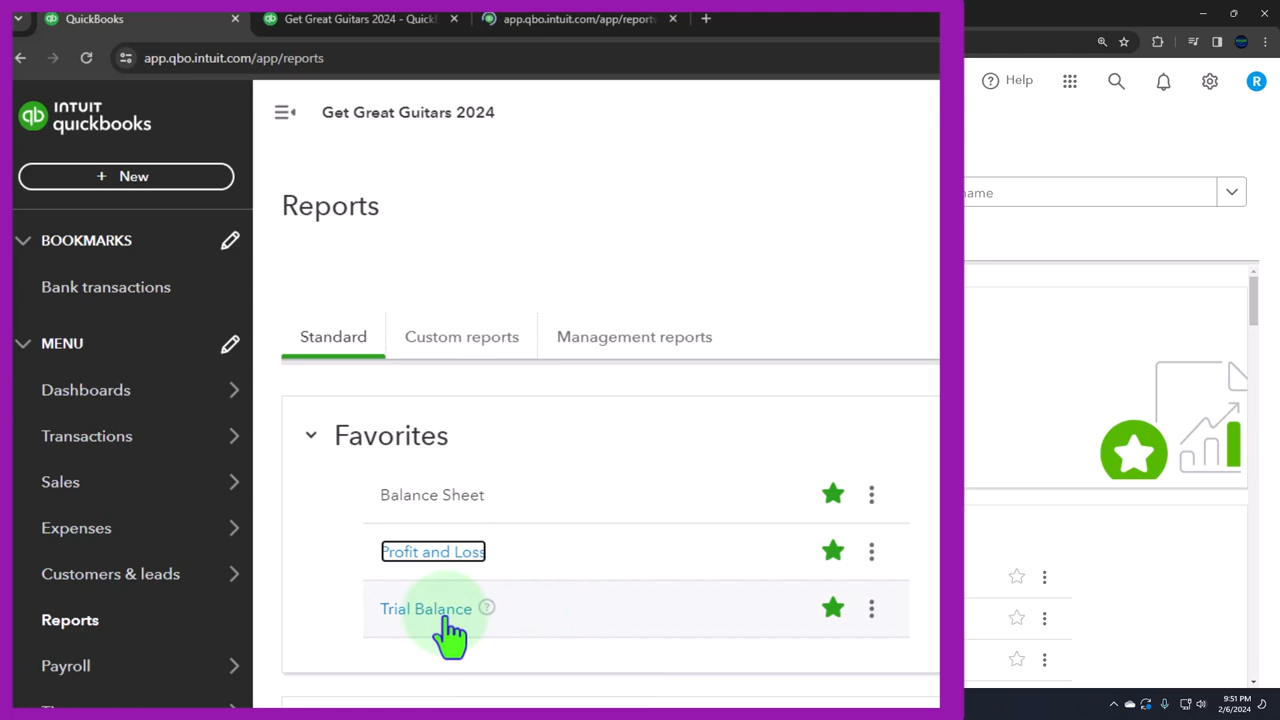 QuickBooks
Get Great Guitars 2024 - Quick
app.qbo.intuit.com/app/report
app.qbo.intuit.com/app/reports
INTUIT
quickbooks
Get Great Guitars 2024
Help
R
+ New
Reports
name
BOOKMARKS
Bank transactions
Standard
Custom reports
Management reports
MENU
Dashboards
Transactions
Sales
Expenses
Customers & leads
Reports
Payroll
Favorites
Balance Sheet
Profit and Loss
Trial Balance ?
9:51 PM
2/6/2024